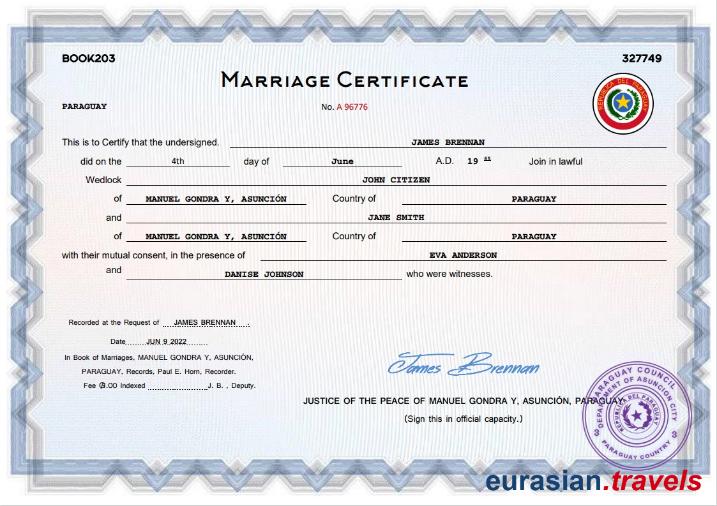 BOOK203
327749
MARRIAGE CERTIFICATE
PARAGUAY
No. A 96776
REPUBLICA DEL PARAGUAY
This is to Certify that the undersigned. JAMES BRENNAN
did on the 4th day of June A.D. 19 Join in lawful
Wedlock JOHN CITIZEN
of MANUEL GONDRA Y, ASUNCIÓN Country of PARAGUAY
and JANE SMITH
of MANUEL GONDRA Y, ASUNCIÓN Country of PARAGUAY
with their mutual consent, in the presence of EVA ANDERSON
and DANISE JOHNSON who were witnesses.
Recorded at the Request of JAMES BRENNAN
Date JUN 9 2022
In Book of Marriages, MANUEL GONDRA Y, ASUNCIÓN,
PARAGUAY, Records, Paul E. Horn, Recorder.
Fee .00 Indexed J. B. , Deputy.
James Brennan
JUSTICE OF THE PEACE OF MANUEL GONDRA Y, ASUNCIÓN, PARAGUAY
(Sign this in official capacity.)
PARAGUAY COUNCIL
DEPARTMENT OF ASUNCION CITY
REPUBLICA DEL PARAGUAY
PARAGUAY COUNTRY
eurasian.travels